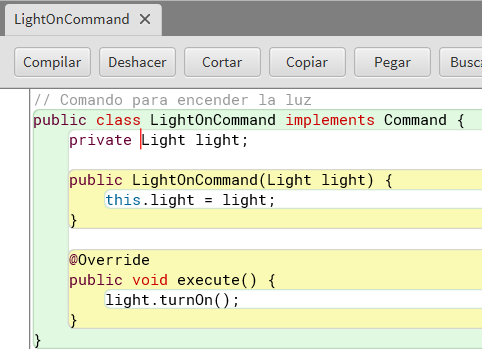 LightOnCommand ✕
Compilar Deshacer Cortar Copiar Pegar Busc
// Comando para encender la luz
public class LightOnCommand implements Command {
    private Light light;
    public LightOnCommand(Light light) {
        this.light = light;
    }
    @Override
    public void execute() {
        light.turnOn();
    }
}